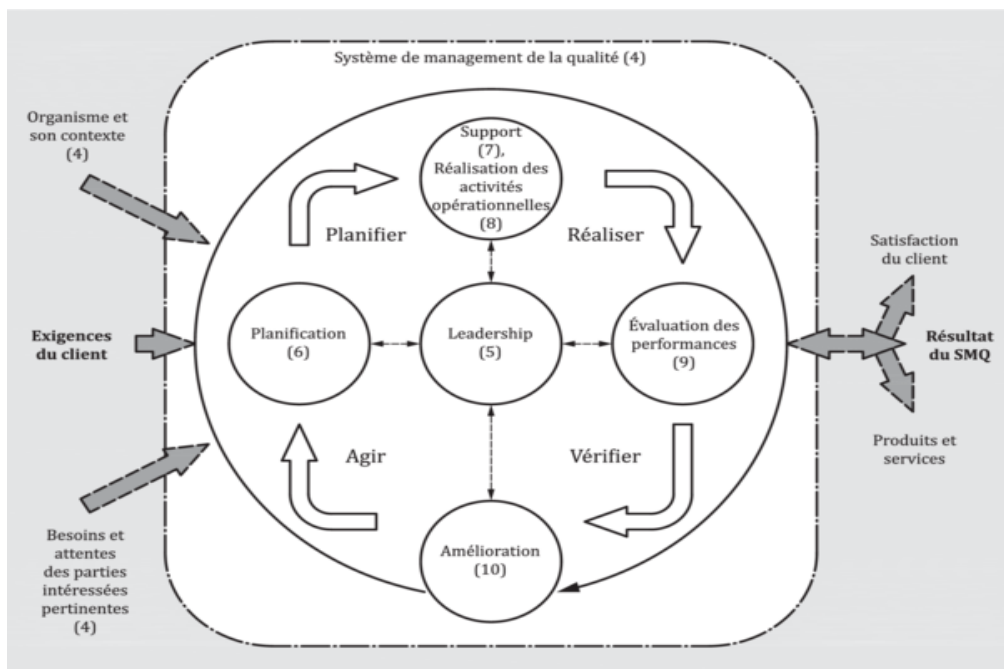 Système de management de la qualité (4)
Organisme et
son contexte
(4)
Support
(7),
Réalisation des
activités
opérationnelles
(8)
Planifier
Réaliser
Satisfaction
du client
Exigences
du client
Planification
(6)
Leadership
(5)
Évaluation des
performances
(9)
Résultat
du SMQ
Agir
Vérifier
Produits et
services
Besoins et
attentes
des parties
intéressées
pertinentes
(4)
Amélioration
(10)